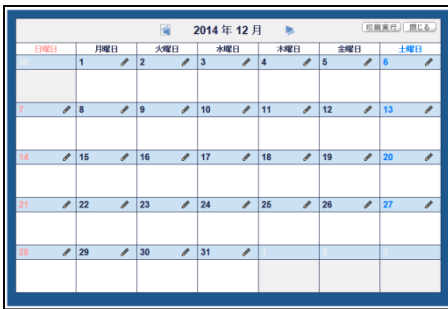 2014 年 12 月 印刷実行 閉じる
日曜日 月曜日 火曜日 水曜日 木曜日 金曜日 土曜日
30 1 2 3 4 5 6
7 8 9 10 11 12 13
14 15 16 17 18 19 20
21 22 23 24 25 26 27
28 29 30 31 1 2 3